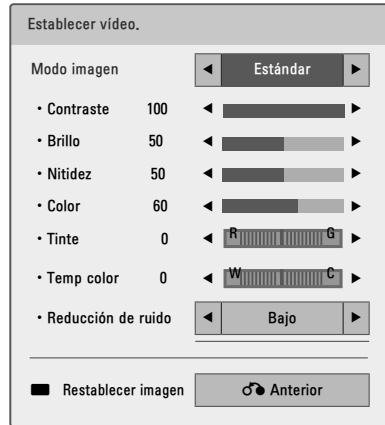 Establecer vídeo.
Modo imagen ◄ Estándar ►
• Contraste 100
• Brillo 50
• Nitidez 50
• Color 60
• Tinte 0 R G
• Temp color 0 W C
• Reducción de ruido ◄ Bajo ►
Restablecer imagen Anterior